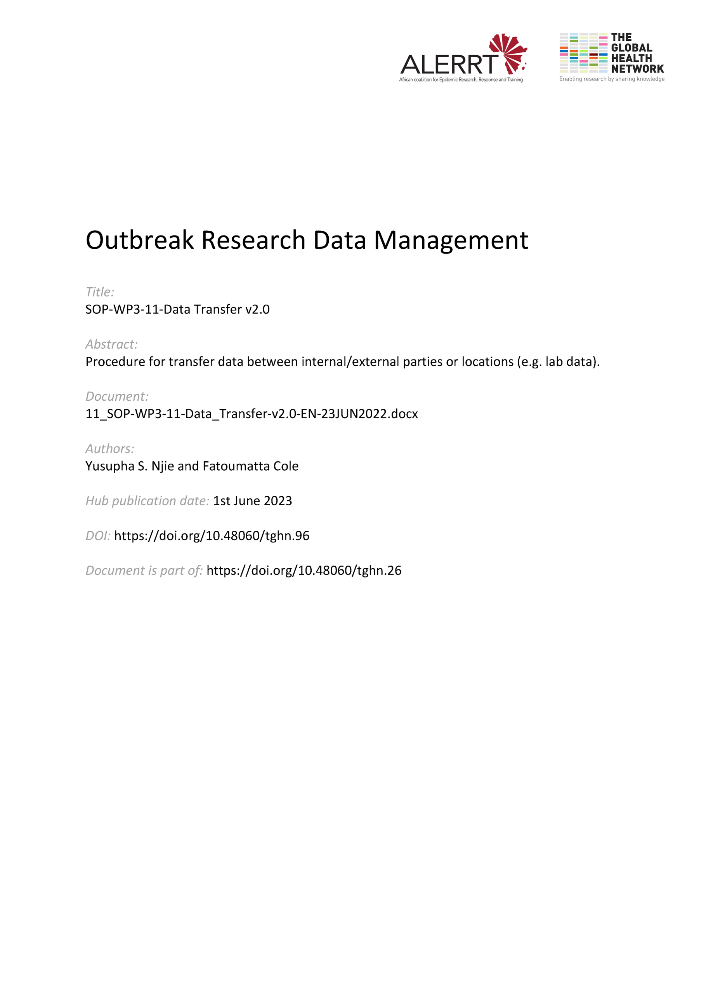 ALERRT
African coaLition for Epidemic Research, Response and Training
THE
GLOBAL
HEALTH
NETWORK
Enabling research by sharing knowledge
Outbreak Research Data Management
Title:
SOP-WP3-11-Data Transfer v2.0
Abstract:
Procedure for transfer data between internal/external parties or locations (e.g. lab data).
Document:
11_SOP-WP3-11-Data_Transfer-v2.0-EN-23JUN2022.docx
Authors:
Yusupha S. Njie and Fatoumatta Cole
Hub publication date: 1st June 2023
DOI: https://doi.org/10.48060/tghn.96
Document is part of: https://doi.org/10.48060/tghn.26